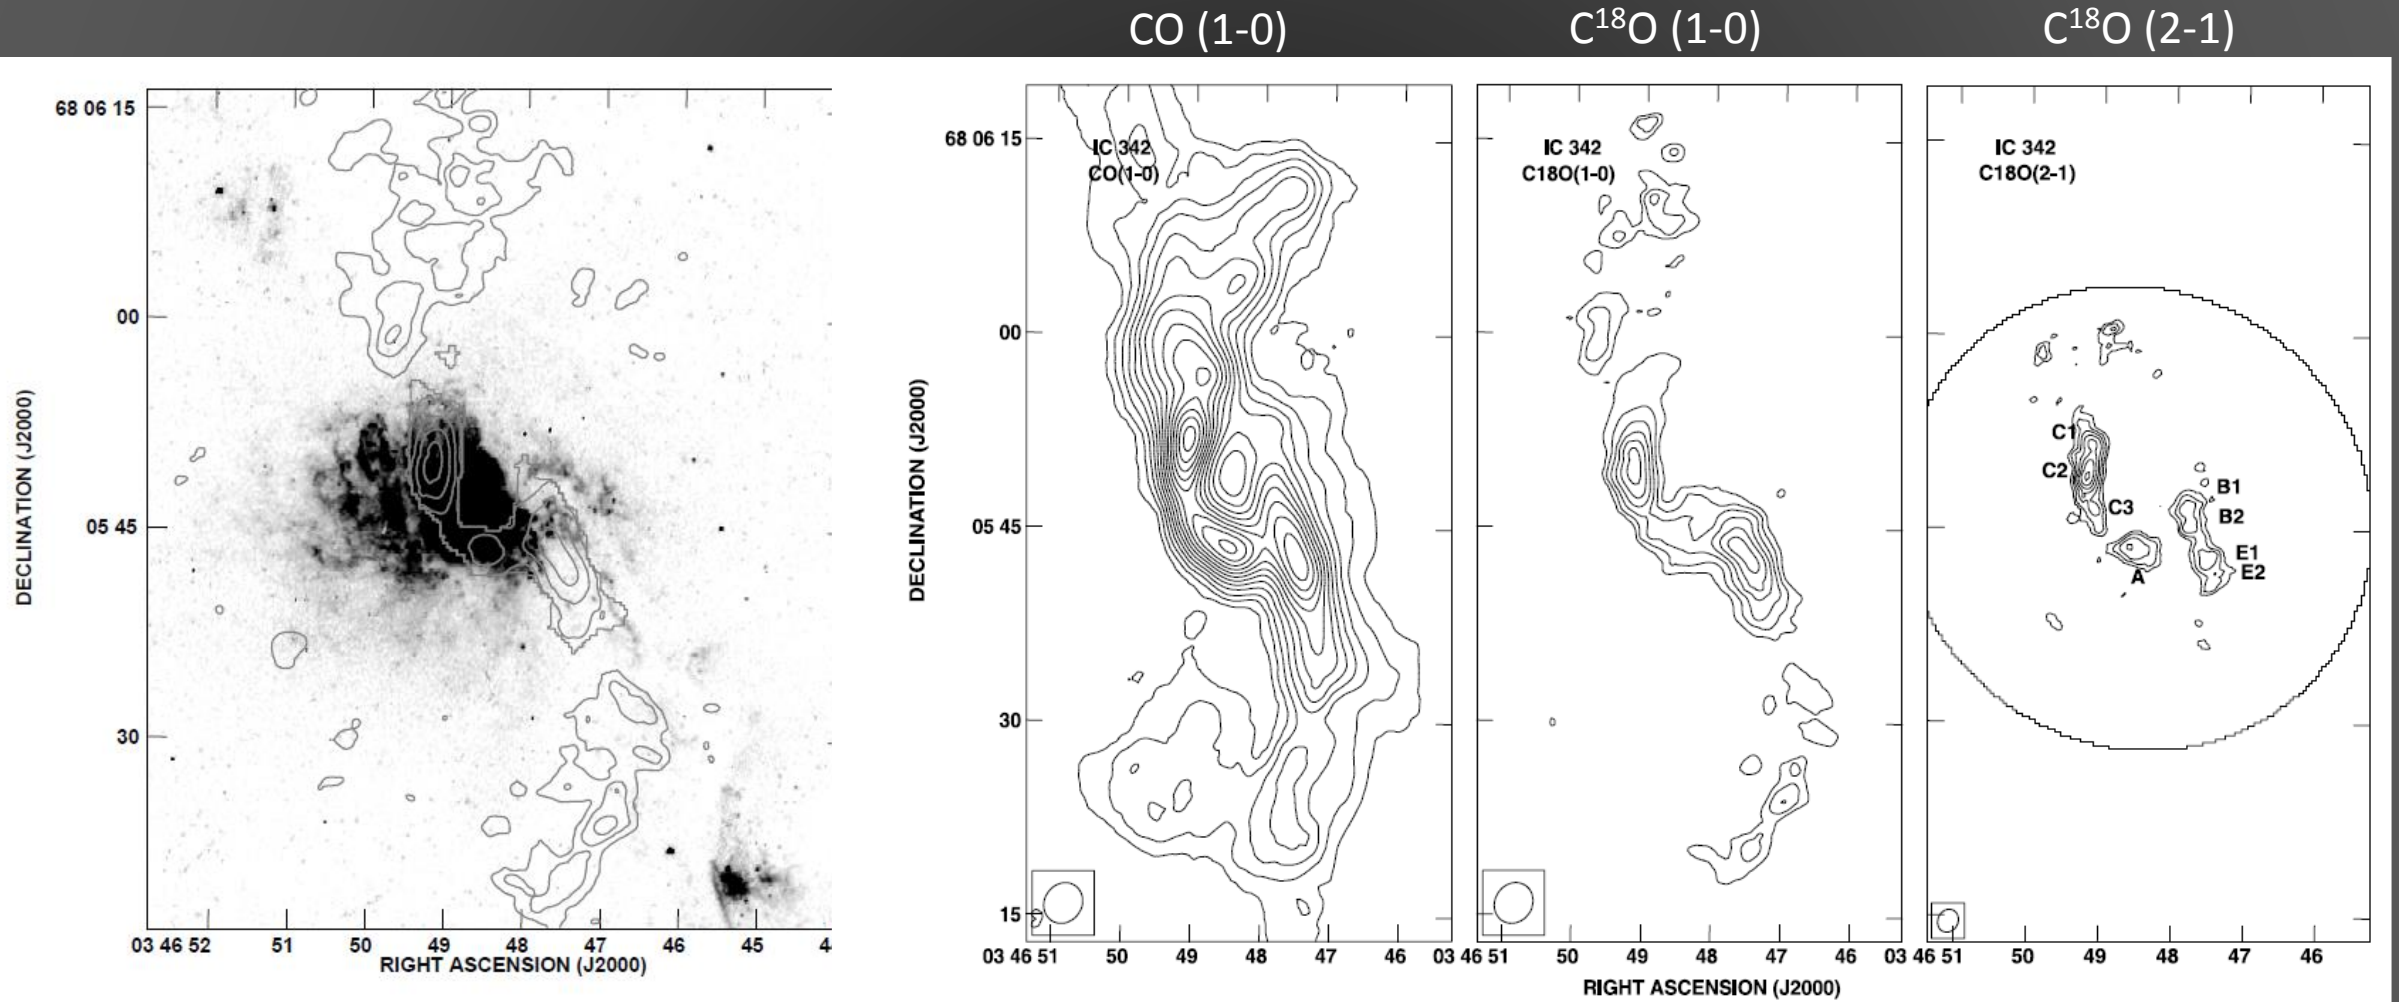 CO (1-0)
C18O (1-0)
C18O (2-1)
68 06 15
00
05 45
30
DECLINATION (J2000)
03 46 52 51 50 49 48 47 46 45
RIGHT ASCENSION (J2000)
68 06 15
00
05 45
30
15
DECLINATION (J2000)
IC 342
CO(1-0)
03 46 51 50 49 48 47 46
IC 342
C18O(1-0)
03 46 51 50 49 48 47 46
RIGHT ASCENSION (J2000)
IC 342
C18O(2-1)
C1
C2
C3
B1
B2
E1
E2
A
03 46 51 50 49 48 47 46